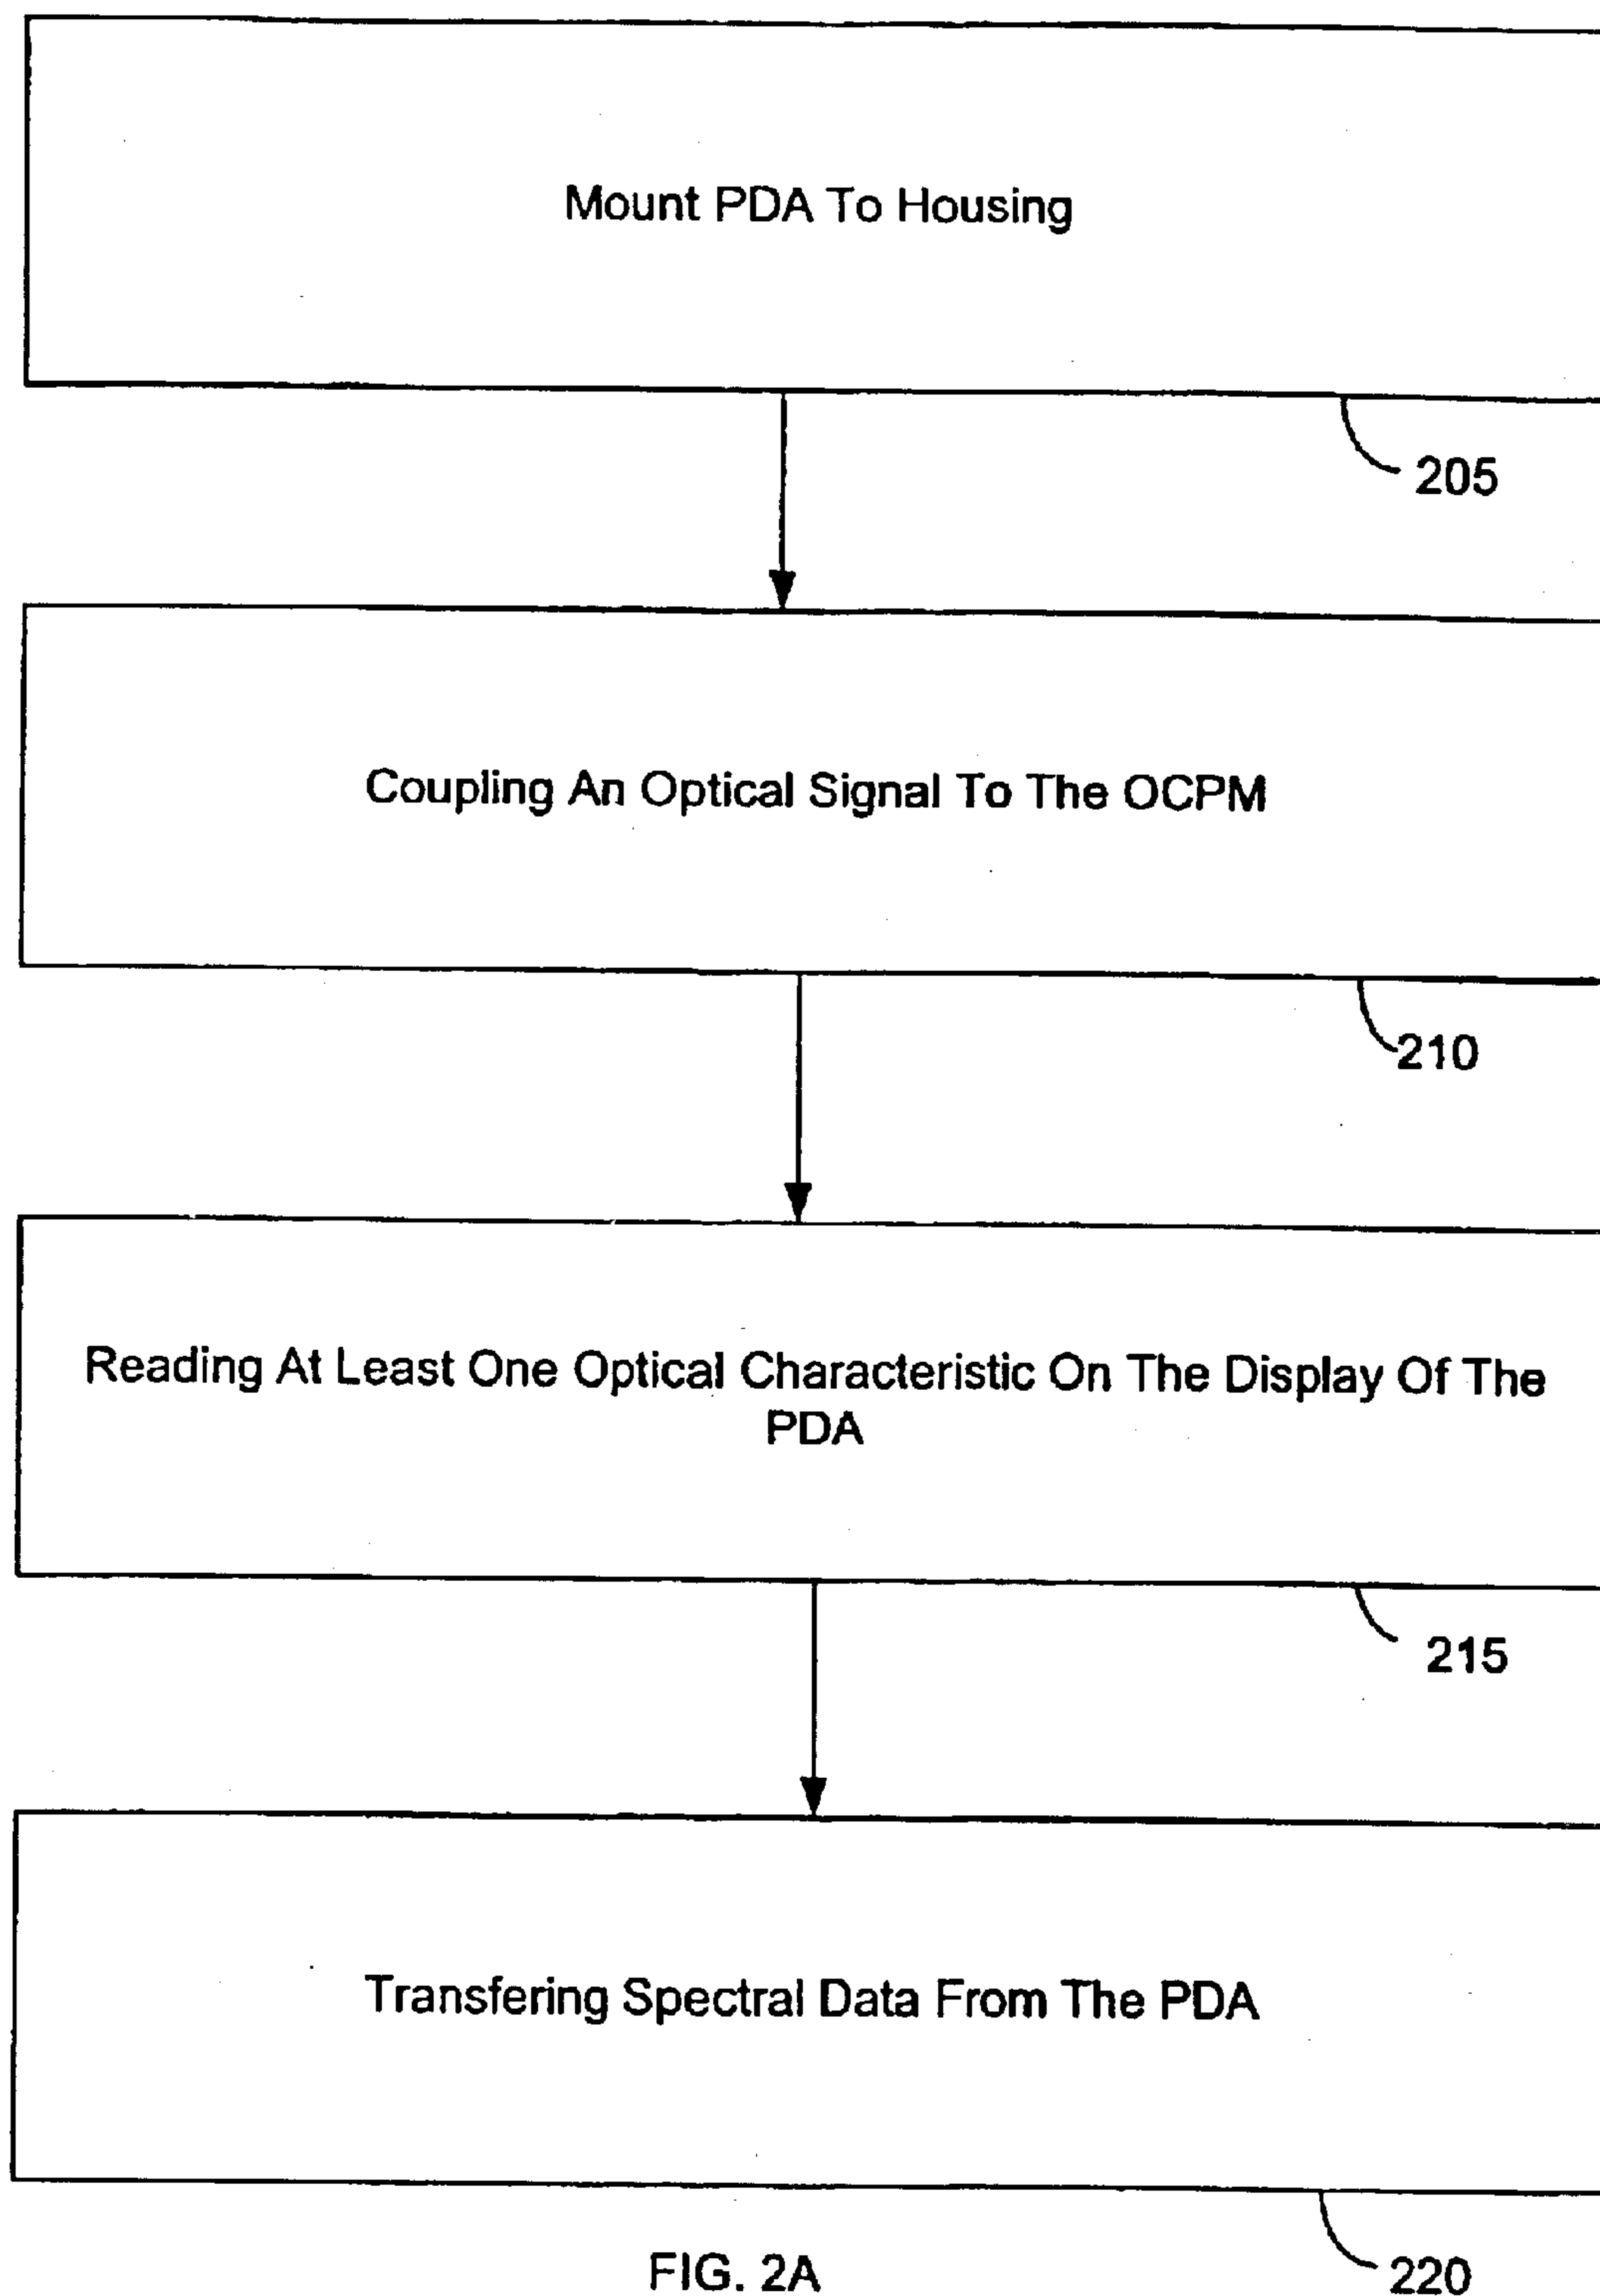 Mount PDA To Housing
205
Coupling An Optical Signal To The OCPM
210
Reading At Least One Optical Characteristic On The Display Of The
PDA
215
Transfering Spectral Data From The PDA
220
FIG. 2A